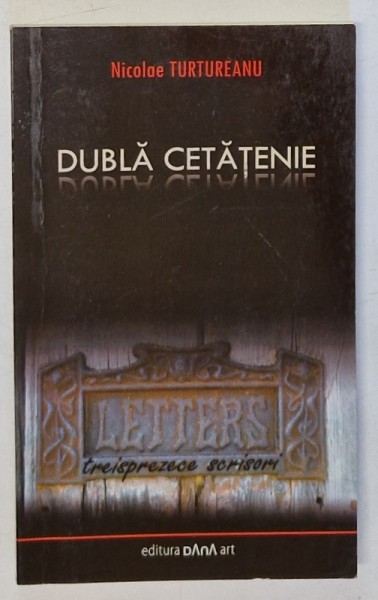 Nicolae TURTUREANU
DUBLĂ CETĂȚENIE
LETTERS
treisprezece scrisori
editura DANA art